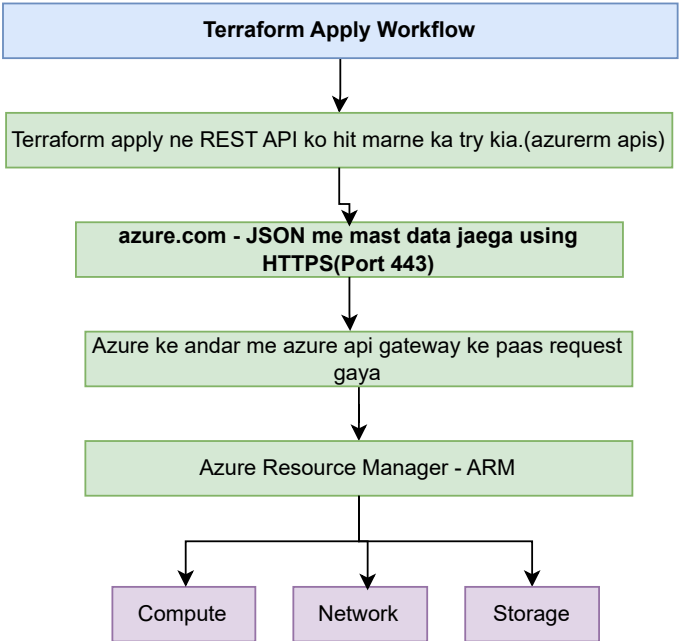 Terraform Apply Workflow
Terraform apply ne REST API ko hit marne ka try kia.(azurerm apis)
azure.com - JSON me mast data jaega using
HTTPS(Port 443)
Azure ke andar me azure api gateway ke paas request
gaya
Azure Resource Manager - ARM
Compute
Network
Storage